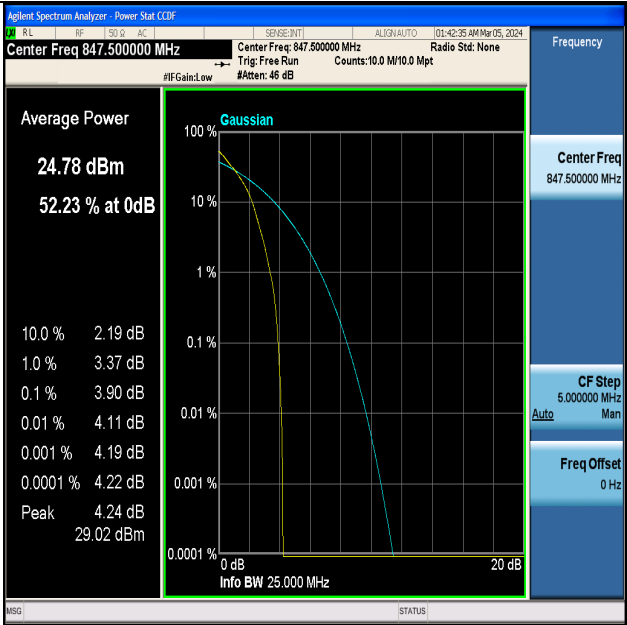 Agilent Spectrum Analyzer - Power Stat CCDF
LXI RL RF 50 Ω AC SENSE:INT ALIGN AUTO 01:42:35 AM Mar 05, 2024
Center Freq 847.500000 MHz
Center Freq: 847.500000 MHz Radio Std: None
Trig: Free Run Counts:10.0 M/10.0 Mpt
#IFGain:Low #Atten: 46 dB
Frequency
Average Power
24.78 dBm
52.23 % at 0dB
10.0 % 2.19 dB
1.0 % 3.37 dB
0.1 % 3.90 dB
0.01 % 4.11 dB
0.001 % 4.19 dB
0.0001 % 4.22 dB
Peak 4.24 dB
29.02 dBm
Gaussian
100 %
10 %
1 %
0.1 %
0.01 %
0.001 %
0.0001 %
0 dB 20 dB
Info BW 25.000 MHz
Center Freq
847.500000 MHz
CF Step
5.000000 MHz
Auto Man
Freq Offset
0 Hz
MSG STATUS